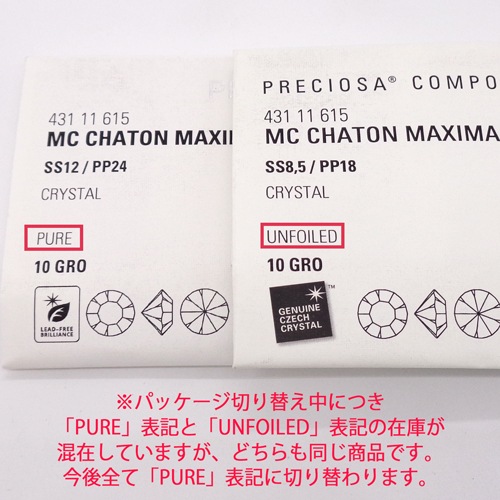 431 11 615
MC CHATON MAXI
SS12 / PP24
CRYSTAL
PURE
10 GRO
LEAD-FREE
BRILLIANCE
PRECIOSA® COMPO
431 11 615
MC CHATON MAXIMA
SS8,5 / PP18
CRYSTAL
UNFOILED
10 GRO
GENUINE
CZECH
CRYSTAL™
※パッケージ切り替え中につき
「PURE」表記と「UNFOILED」表記の在庫が
混在していますが、どちらも同じ商品です。
今後全て「PURE」表記に切り替わります。